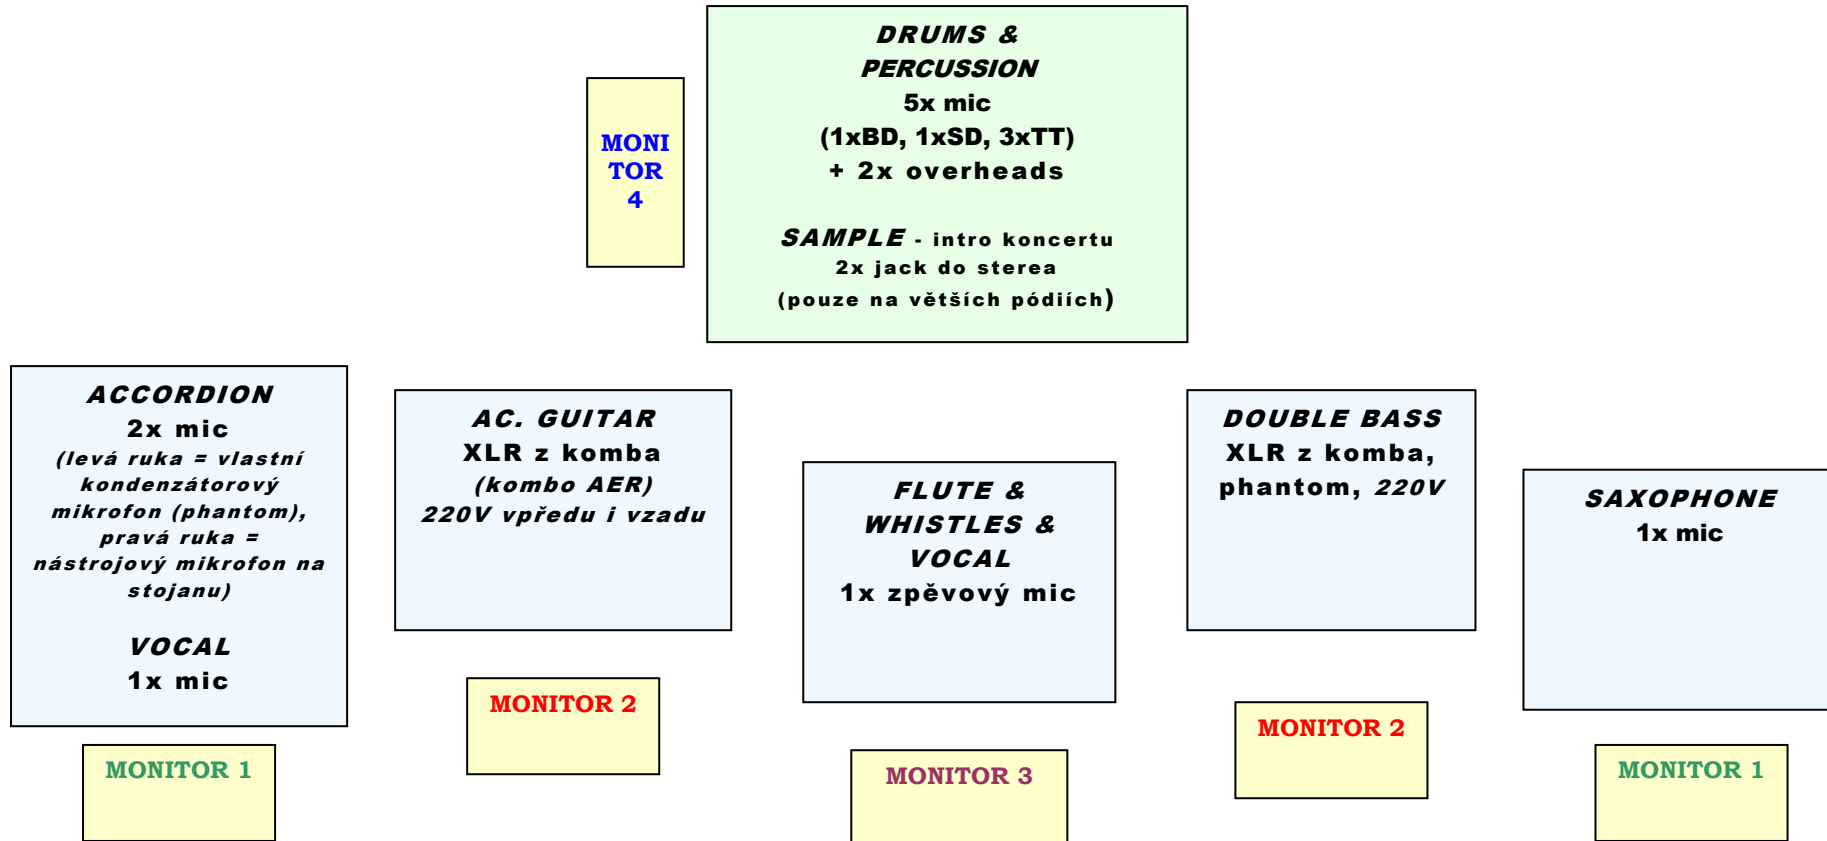 DRUMS &
PERCUSSION
5x mic
(1xBD, 1xSD, 3xTT)
+ 2x overheads
SAMPLE - intro koncertu
2x jack do sterea
(pouze na větších pódiích)
MONI
TOR
4
ACCORDION
2x mic
(levá ruka = vlastní
kondenzátorový
mikrofon (phantom),
pravá ruka =
nástrojový mikrofon na
stojanu)
VOCAL
1x mic
MONITOR 1
AC. GUITAR
XLR z komba
(kombo AER)
220V vpředu i vzadu
MONITOR 2
FLUTE &
WHISTLES &
VOCAL
1x zpěvový mic
MONITOR 3
DOUBLE BASS
XLR z komba,
phantom, 220V
MONITOR 2
SAXOPHONE
1x mic
MONITOR 1